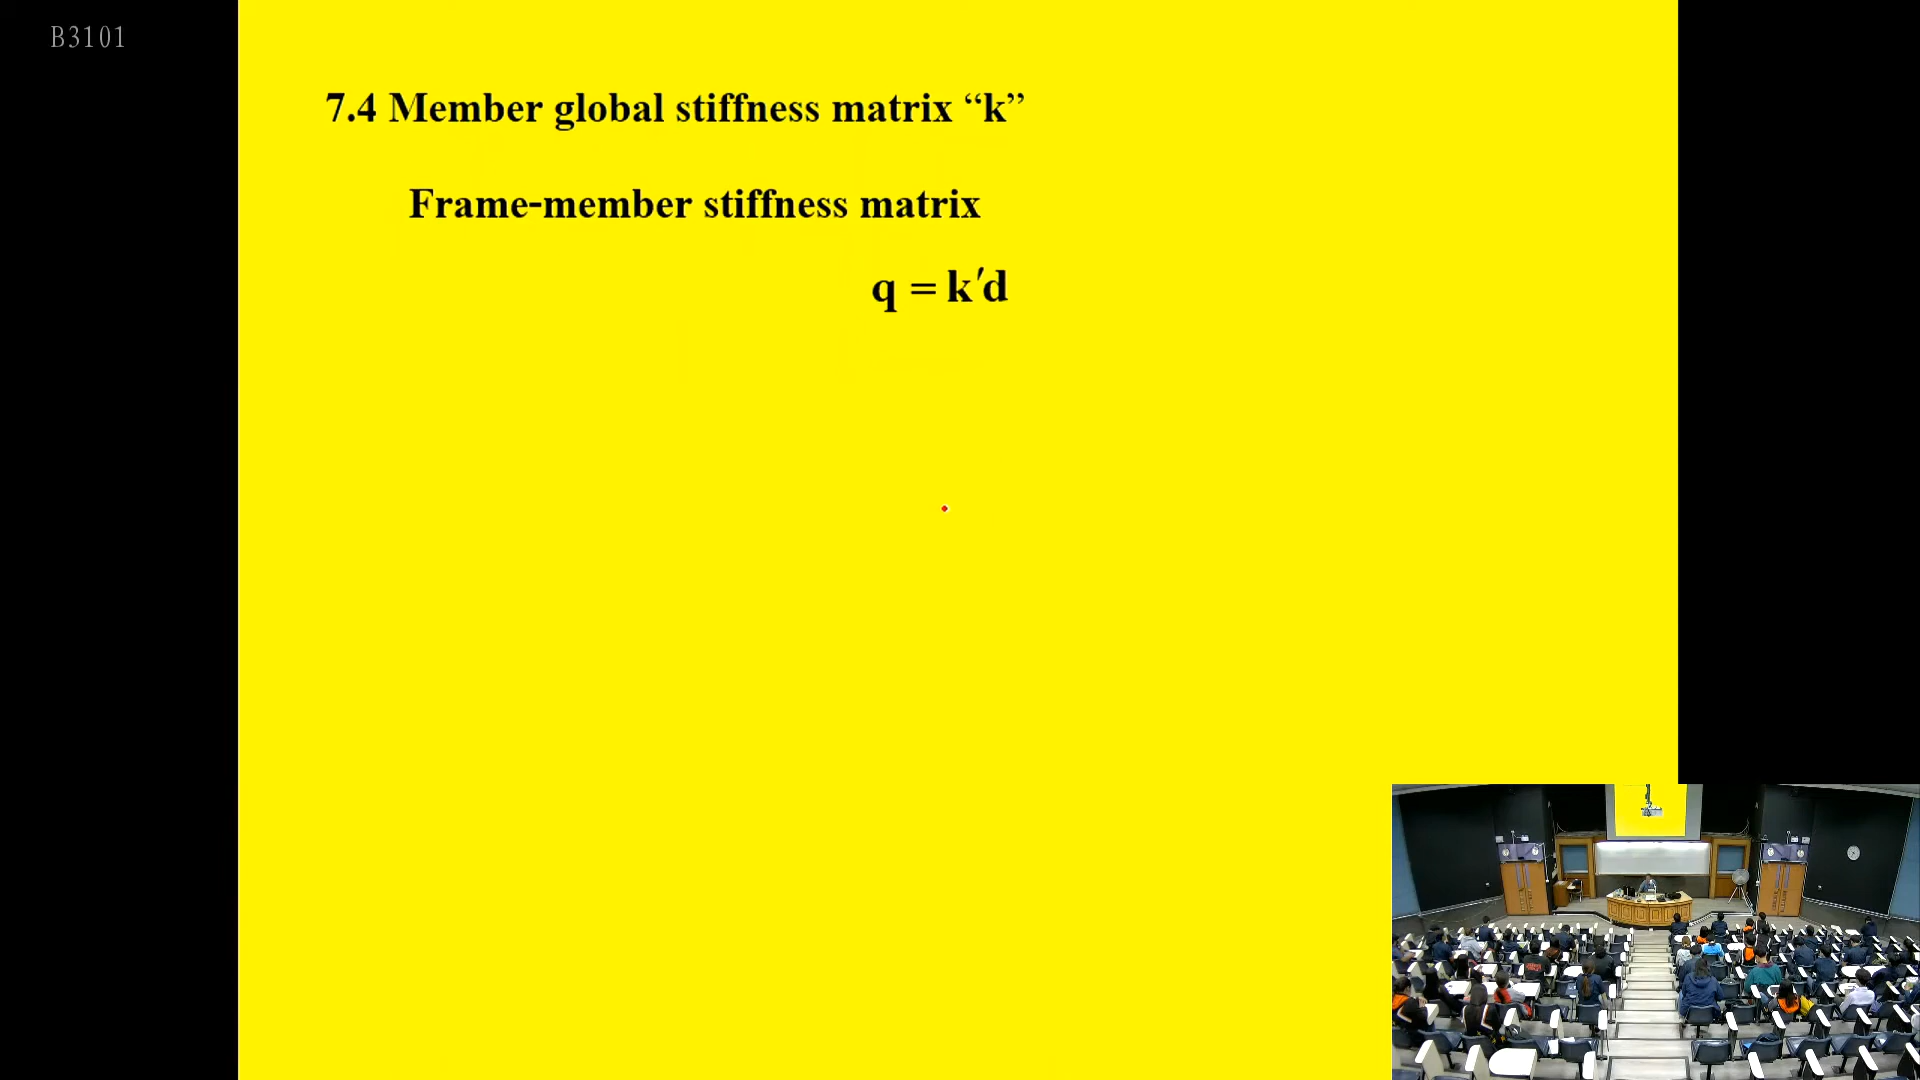 B3101
7.4 Member global stiffness matrix “k”
Frame-member stiffness matrix
q = k′d